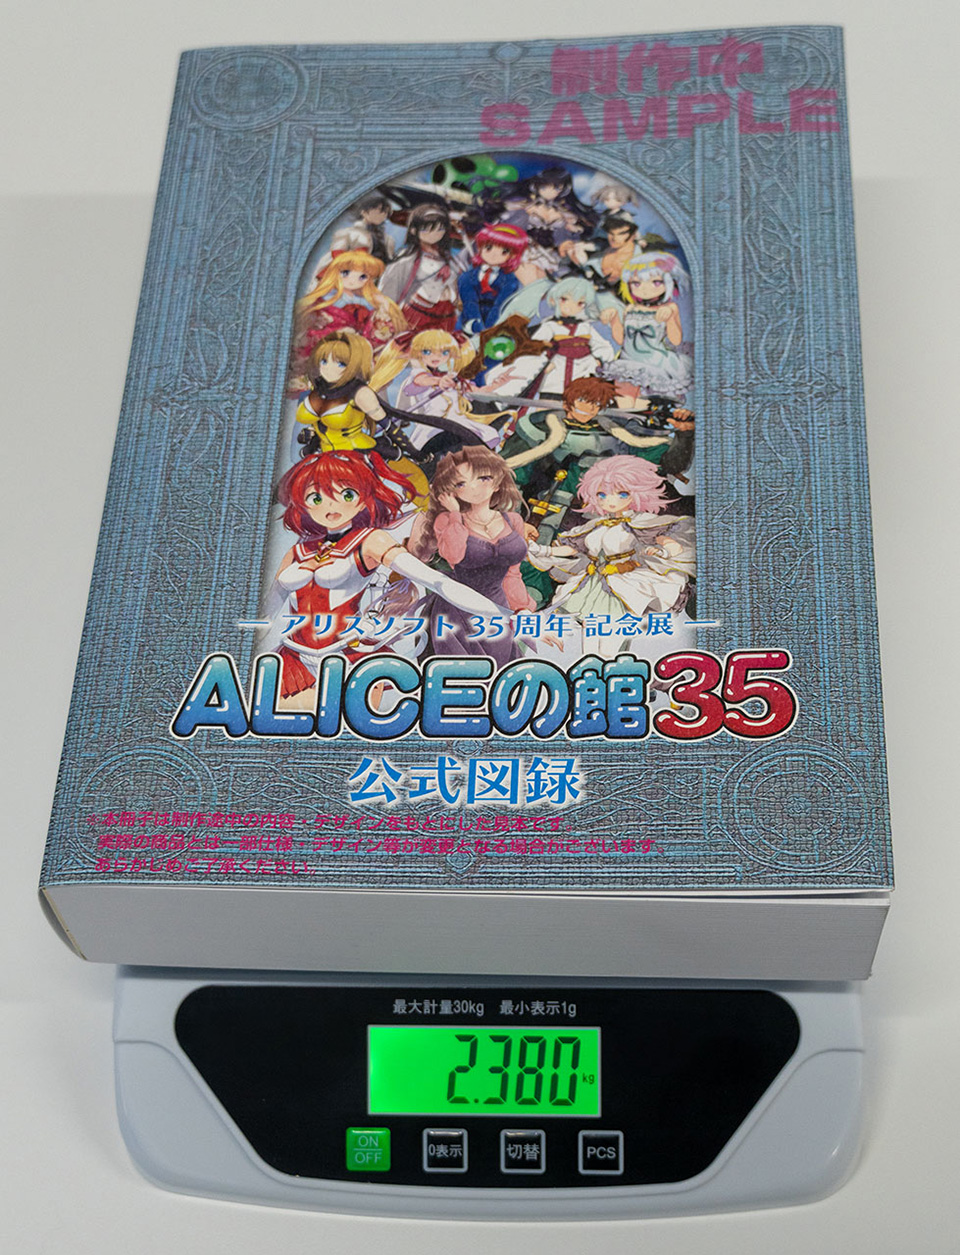 制作中
SAMPLE
― アリスソフト 35 周年 記念展 ―
ALICEの館35
公式図録
※本冊子は制作途中の内容・デザインをもとにした見本です。
実際の商品とは一部仕様・デザイン等が変更となる場合がございます。
あらかじめご了承ください。
最大計量30kg 最小表示1g
2.380 kg
ON
OFF
0表示
切替
PCS